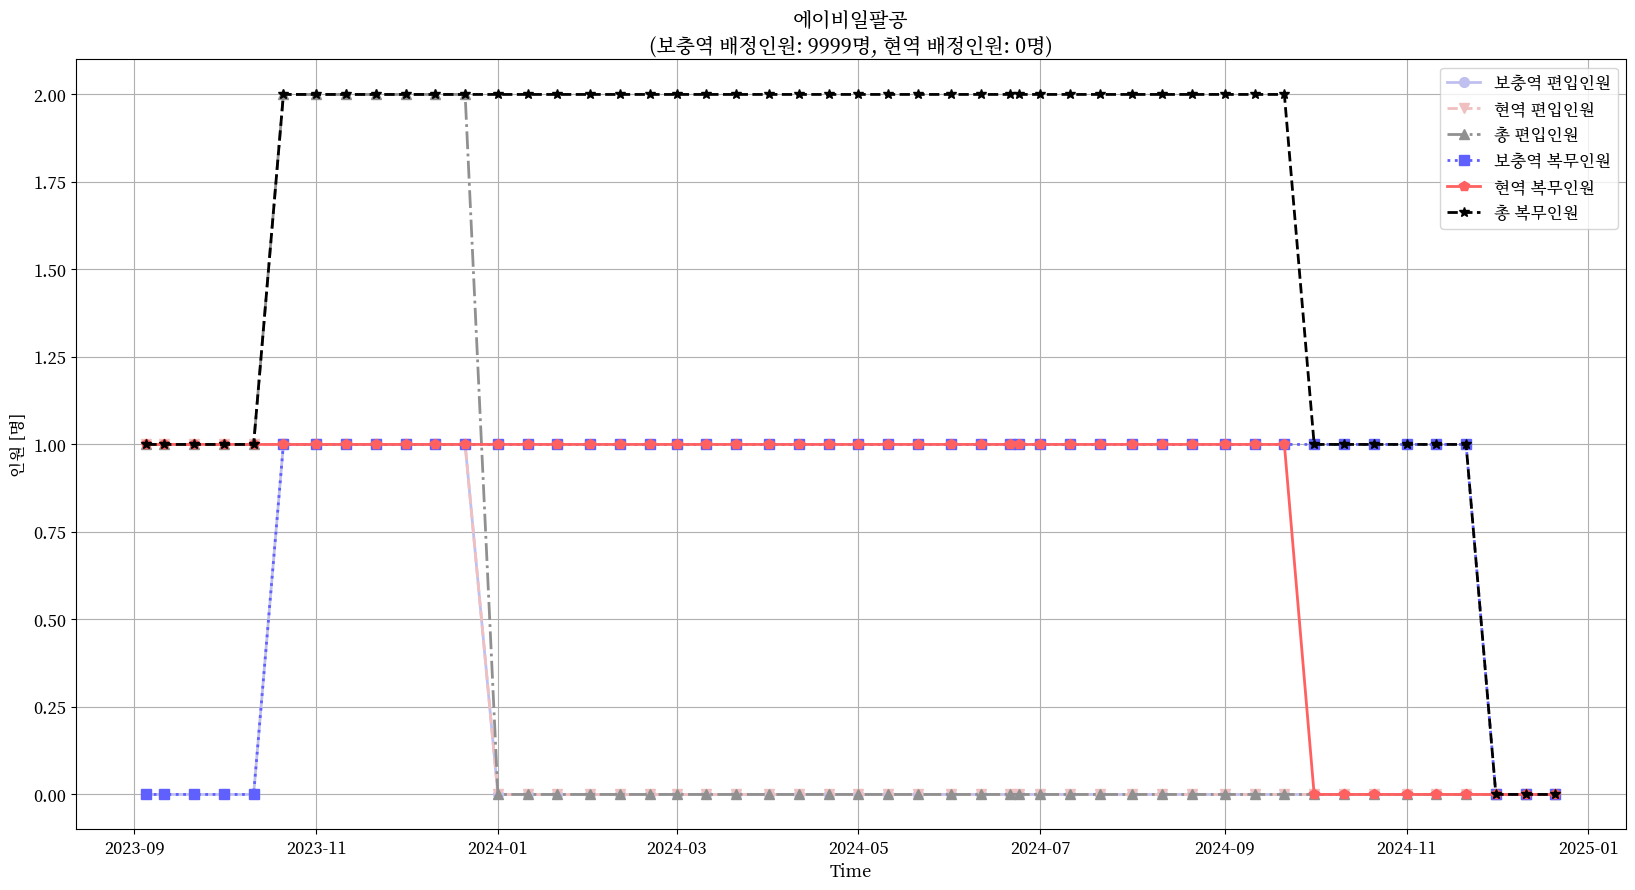 에이비일팔공
(보충역 배정인원: 9999명, 현역 배정인원: 0명)
보충역 편입인원
현역 편입인원
총 편입인원
보충역 복무인원
현역 복무인원
총 복무인원
2.00
1.75
1.50
1.25
1.00
0.75
0.50
0.25
0.00
인원 [명]
2023-09
2023-11
2024-01
2024-03
2024-05
2024-07
2024-09
2024-11
2025-01
Time